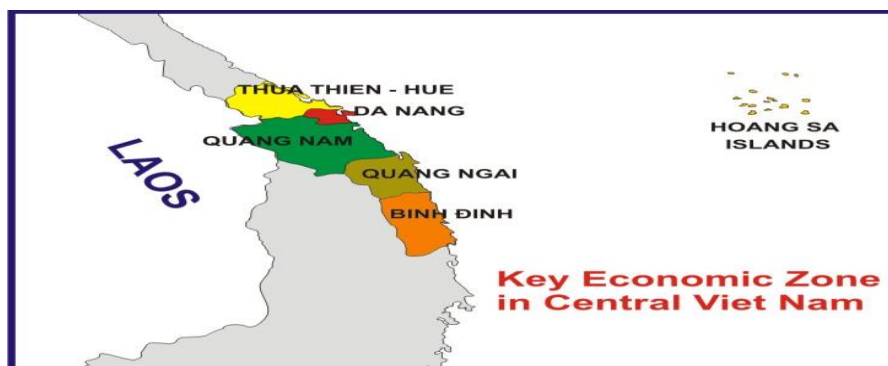 THUA THIEN - HUE
DA NANG
QUANG NAM
HOANG SA
ISLANDS
LAOS
QUANG NGAI
BINH ĐINH
Key Economic Zone
in Central Viet Nam